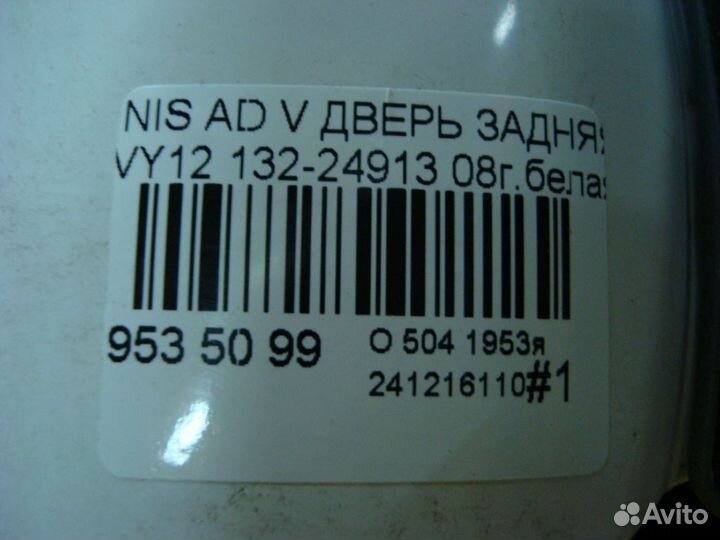 NIS AD V ДВЕРЬ ЗАДНЯЯ
VY12 132-24913 08г.белая
953 50 99
O 504 1953я
241216110#1
Avito